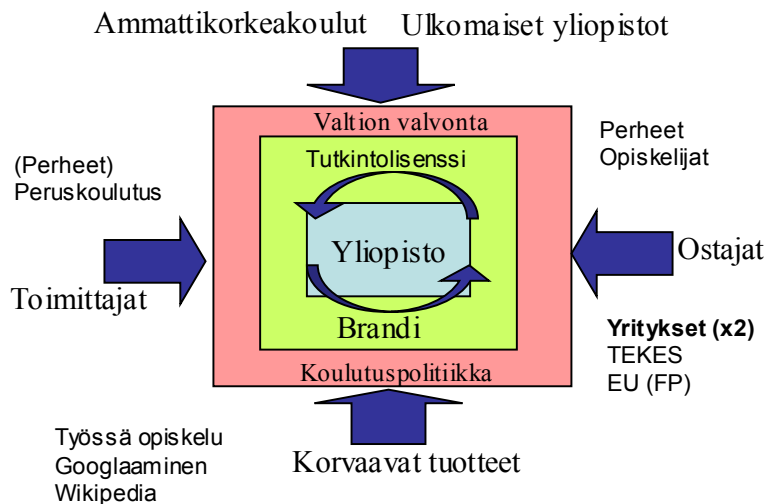 Ammattikorkeakoulut Ulkomaiset yliopistot
Valtion valvonta
Tutkintolisenssi
(Perheet)
Peruskoulutus
Perheet
Opiskelijat
Yliopisto
Toimittajat
Ostajat
Brandi
Koulutuspolitiikka
Yritykset (x2)
TEKES
EU (FP)
Työssä opiskelu
Googlaaminen
Wikipedia
Korvaavat tuotteet